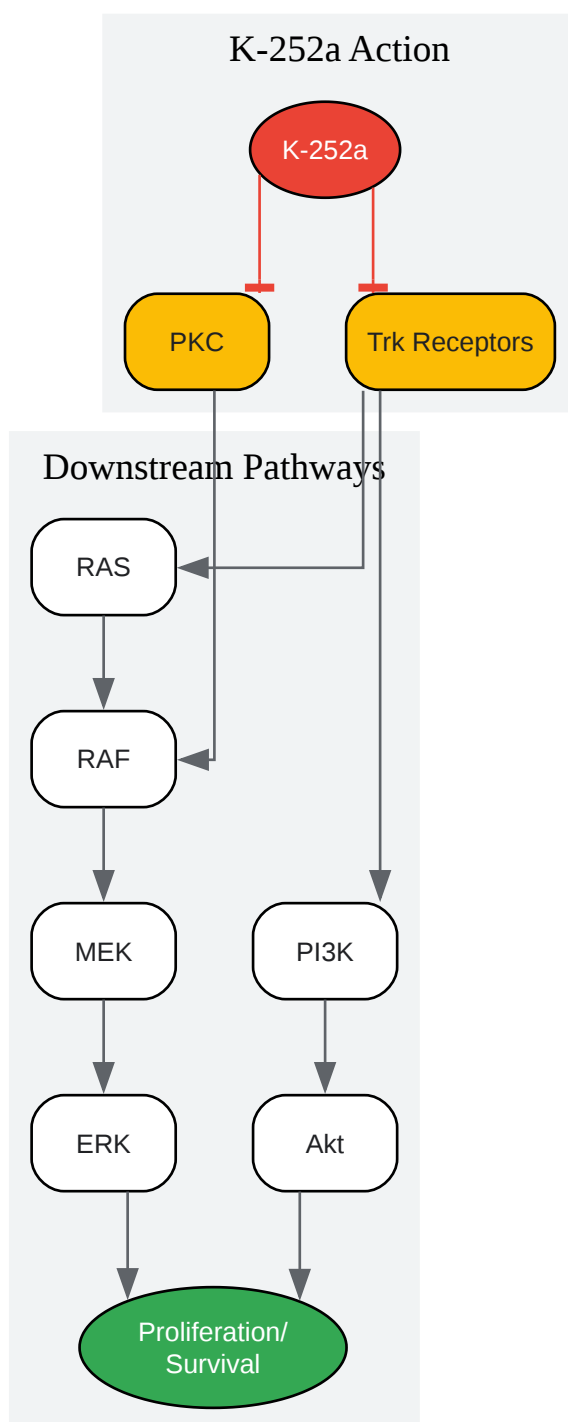 K-252a Action
K-252a
PKC
Trk Receptors
Downstream Pathways
RAS
RAF
MEK
PI3K
ERK
Akt
Proliferation/
Survival